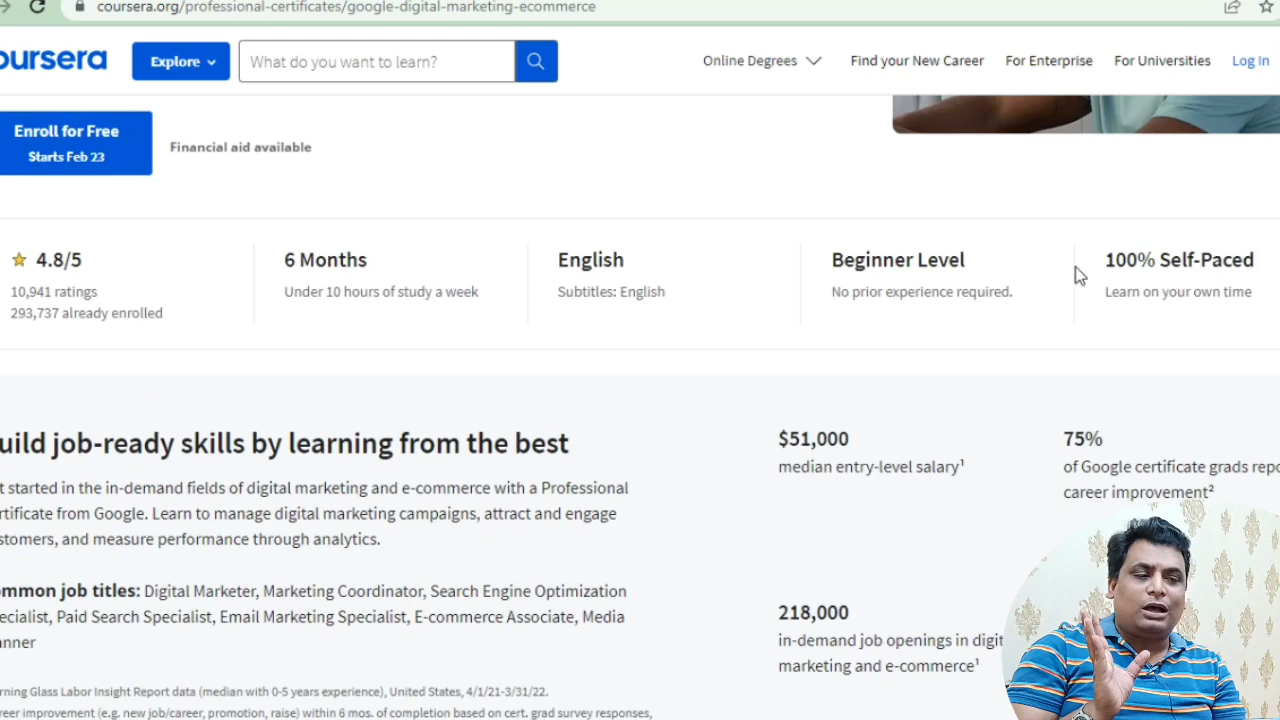 coursera.org/professional-certificates/google-digital-marketing-ecommerce
oursera
Explore
What do you want to learn?
Online Degrees
Find your New Career
For Enterprise
For Universities
Log In
Enroll for Free
Starts Feb 23
Financial aid available
4.8/5
10,941 ratings
293,737 already enrolled
6 Months
Under 10 hours of study a week
English
Subtitles: English
Beginner Level
No prior experience required.
100% Self-Paced
Learn on your own time
uild job-ready skills by learning from the best
t started in the in-demand fields of digital marketing and e-commerce with a Professional
rtificate from Google. Learn to manage digital marketing campaigns, attract and engage
stomers, and measure performance through analytics.
mmon job titles: Digital Marketer, Marketing Coordinator, Search Engine Optimization
ecialist, Paid Search Specialist, Email Marketing Specialist, E-commerce Associate, Media
anner
rning Glass Labor Insight Report data (median with 0-5 years experience), United States, 4/1/21-3/31/22.
reer improvement (e.g. new job/career, promotion, raise) within 6 mos. of completion based on cert. grad survey responses,
$51,000
median entry-level salary¹
75%
of Google certificate grads repo
career improvement²
218,000
in-demand job openings in digit
marketing and e-commerce¹